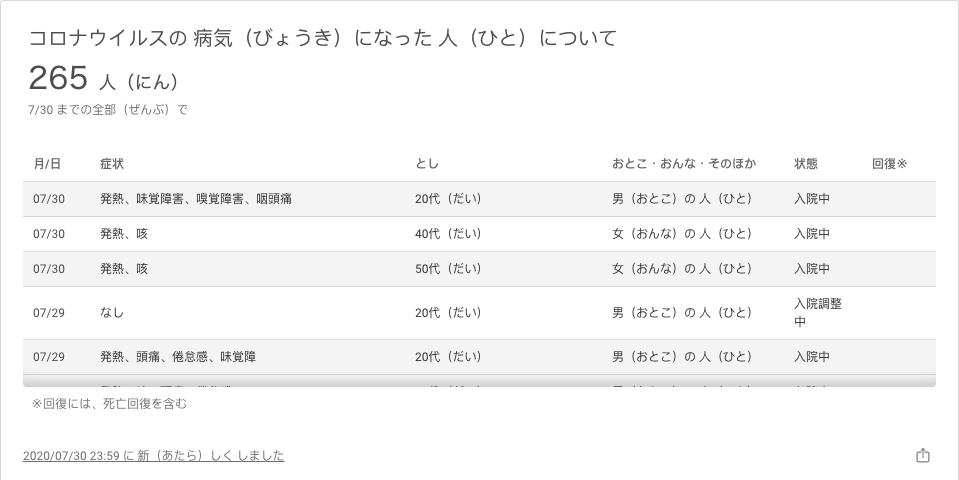 コロナウイルスの 病気（びょうき）になった 人（ひと）について
265 人（にん）
7/30 までの全部（ぜんぶ）で
月/日 症状 とし おとこ・おんな・そのほか 状態 回復※
07/30 発熱、味覚障害、嗅覚障害、咽頭痛 20代（だい） 男（おとこ）の 人（ひと） 入院中
07/30 発熱、咳 40代（だい） 女（おんな）の 人（ひと） 入院中
07/30 発熱、咳 50代（だい） 女（おんな）の 人（ひと） 入院中
07/29 なし 20代（だい） 男（おとこ）の 人（ひと） 入院調整
中
07/29 発熱、頭痛、倦怠感、味覚障 20代（だい） 男（おとこ）の 人（ひと） 入院中
※回復には、死亡回復を含む
2020/07/30 23:59 に 新（あたら）しく しました